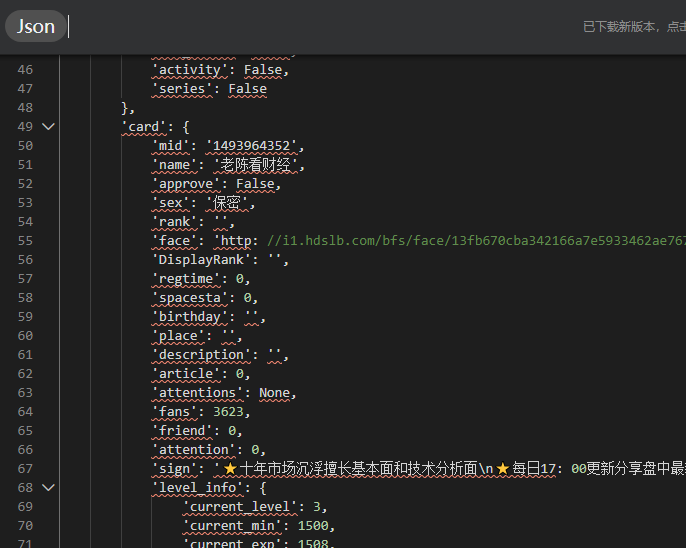 Json
已下载新版本，点击
46 'activity': False,
47 'series': False
48 },
49 'card': {
50 'mid': '1493964352',
51 'name': '老陈看财经',
52 'approve': False,
53 'sex': '保密',
54 'rank': '',
55 'face': 'http: //i1.hdslb.com/bfs/face/13fb670cba342166a7e5933462ae767
56 'DisplayRank': '',
57 'regtime': 0,
58 'spacesta': 0,
59 'birthday': '',
60 'place': '',
61 'description': '',
62 'article': 0,
63 'attentions': None,
64 'fans': 3623,
65 'friend': 0,
66 'attention': 0,
67 'sign': '⭐十年市场沉浮擅长基本面和技术分析面\n⭐每日17: 00更新分享盘中最
68 'level_info': {
69 'current_level': 3,
70 'current_min': 1500,
71 'current_exp': 1508,